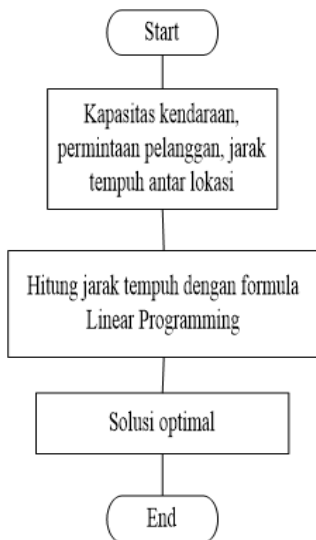 Start
Kapasitas kendaraan,
permintaan pelanggan, jarak
tempuh antar lokasi
Hitung jarak tempuh dengan formula
Linear Programming
Solusi optimal
End